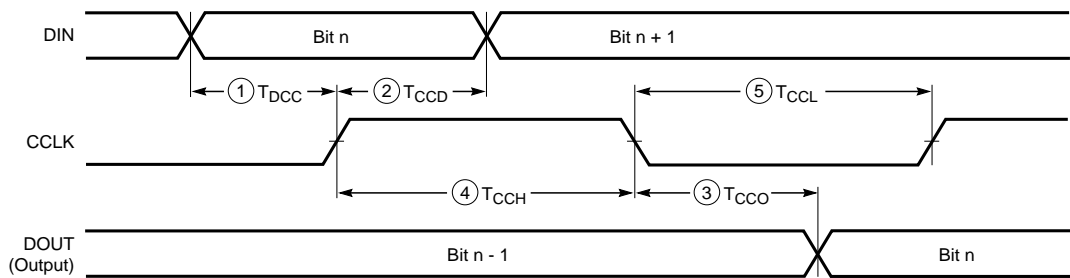 DIN
Bit n
Bit n + 1
1 TDCC
2 TCCD
5 TCCL
CCLK
4 TCCH
3 TCCO
DOUT
(Output)
Bit n - 1
Bit n